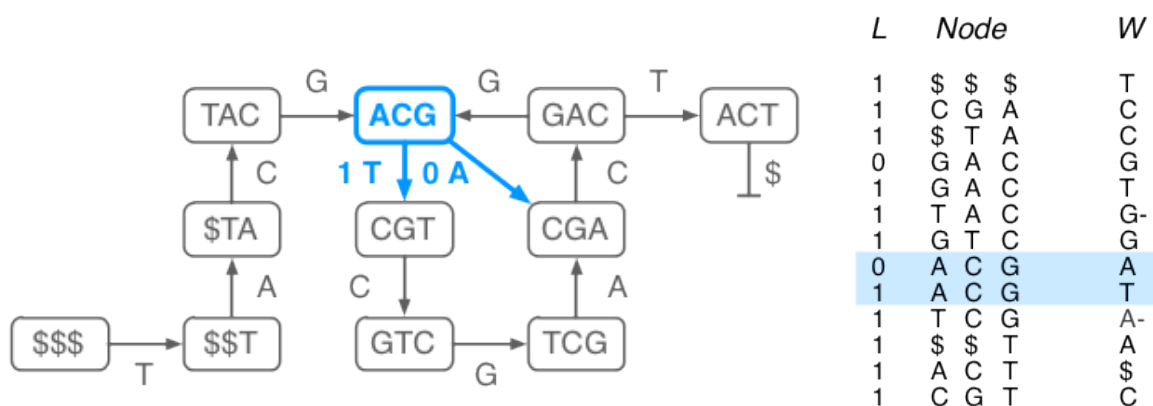 L Node W
G G T
TAC ACG GAC ACT
C 1 T 0 A C $
$TA CGT CGA
A C A
$$$ $$T GTC TCG
T G
1 $ $ $ T
1 C G A C
1 $ T A C
0 G A C G
1 G A C T
1 T A C G-
1 G T C G
0 A C G A
1 A C G T
1 T C G A-
1 $ $ T A
1 A C T $
1 C G T C